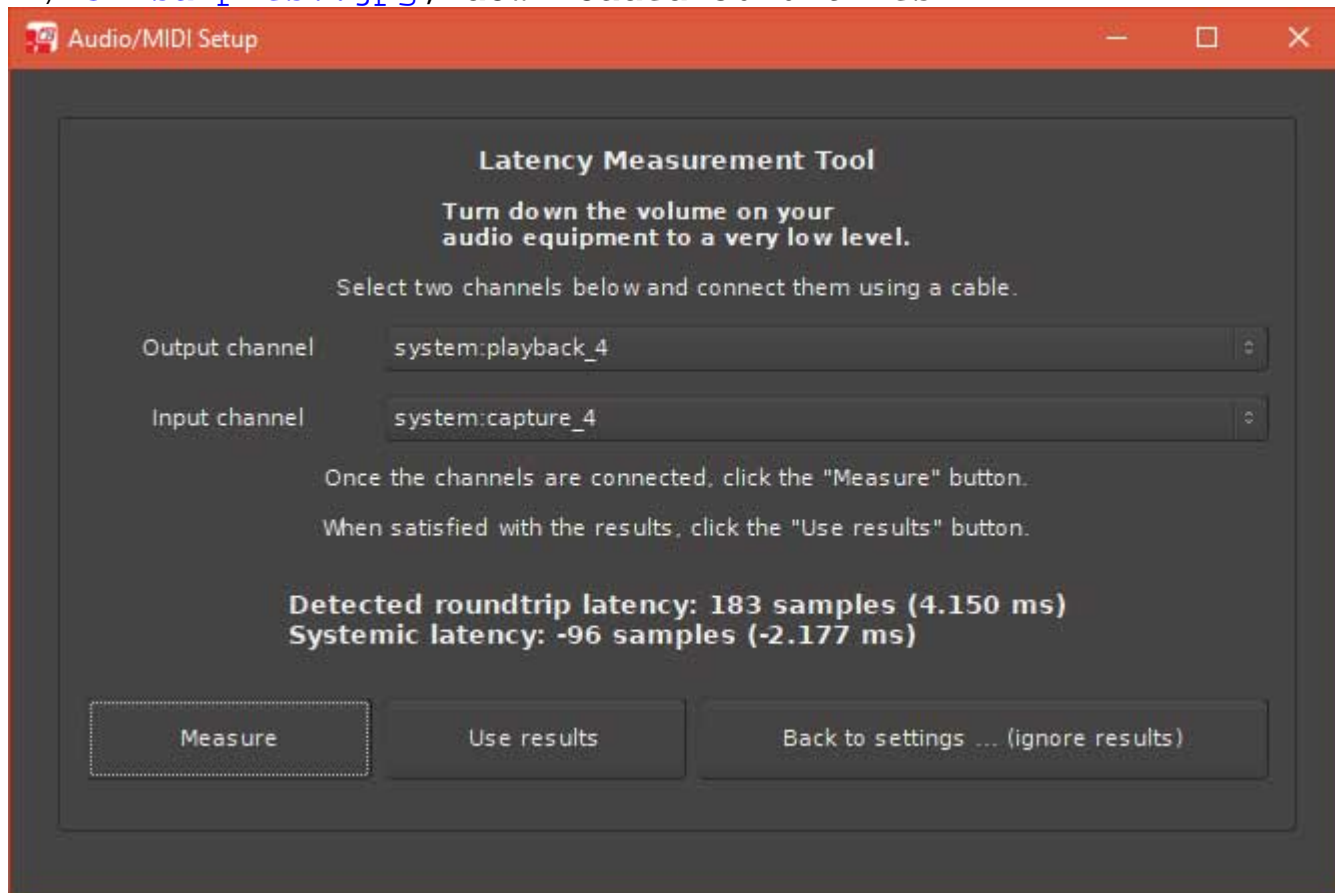 Audio/MIDI Setup
Latency Measurement Tool
Turn down the volume on your
audio equipment to a very low level.
Select two channels below and connect them using a cable.
Output channel system:playback_4
Input channel system:capture_4
Once the channels are connected, click the "Measure" button.
When satisfied with the results, click the "Use results" button.
Detected roundtrip latency: 183 samples (4.150 ms)
Systemic latency: -96 samples (-2.177 ms)
Measure Use results Back to settings ... (ignore results)